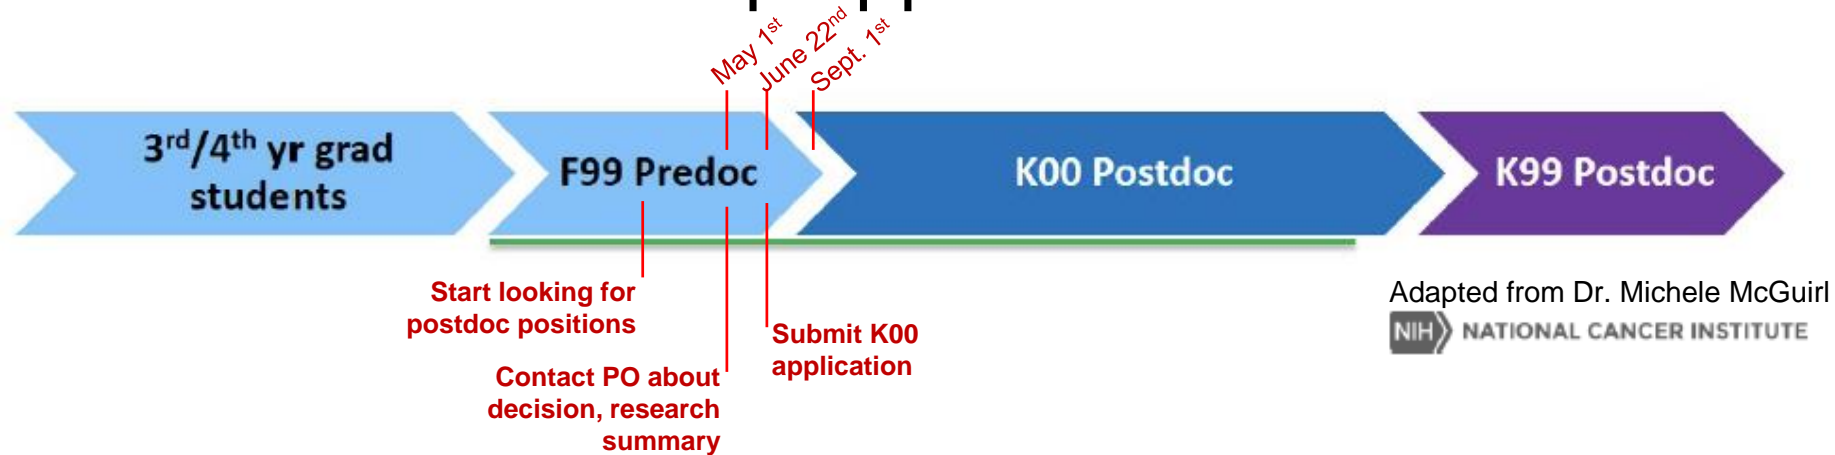 May 1st
June 22nd
Sept. 1st
3rd/4th yr grad
students
F99 Predoc
K00 Postdoc
K99 Postdoc
Start looking for
postdoc positions
Contact PO about
decision, research
summary
Submit K00
application
Adapted from Dr. Michele McGuirl
NIH NATIONAL CANCER INSTITUTE